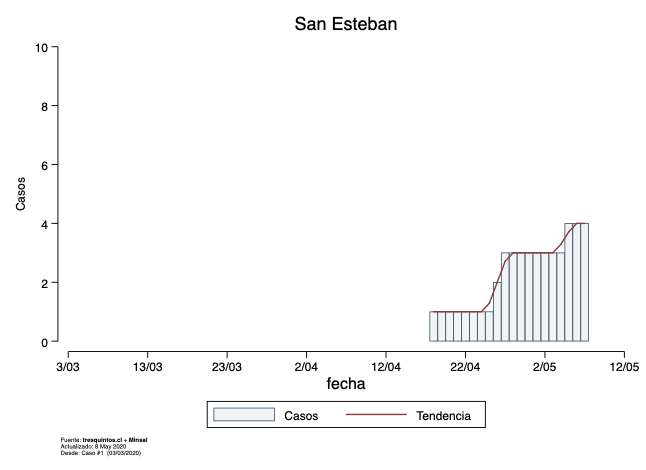 San Esteban
10
8
6
4
2
0
Casos
3/03 13/03 23/03 2/04 12/04 22/04 2/05 12/05
fecha
Casos Tendencia
Fuente: tresquintos.cl + Minsal
Actualizado: 8 May 2020
Desde: Caso #1 (03/03/2020)